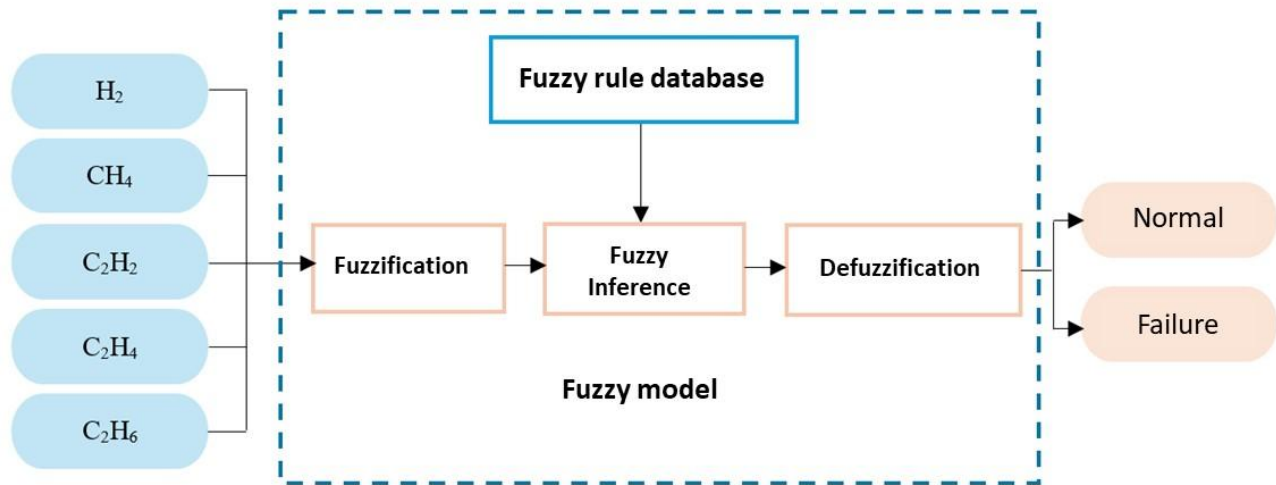 Fuzzy rule database
H₂
CH₄
C₂H₂
C₂H₄
C₂H₆
Fuzzification
Fuzzy
Inference
Defuzzification
Normal
Failure
Fuzzy model